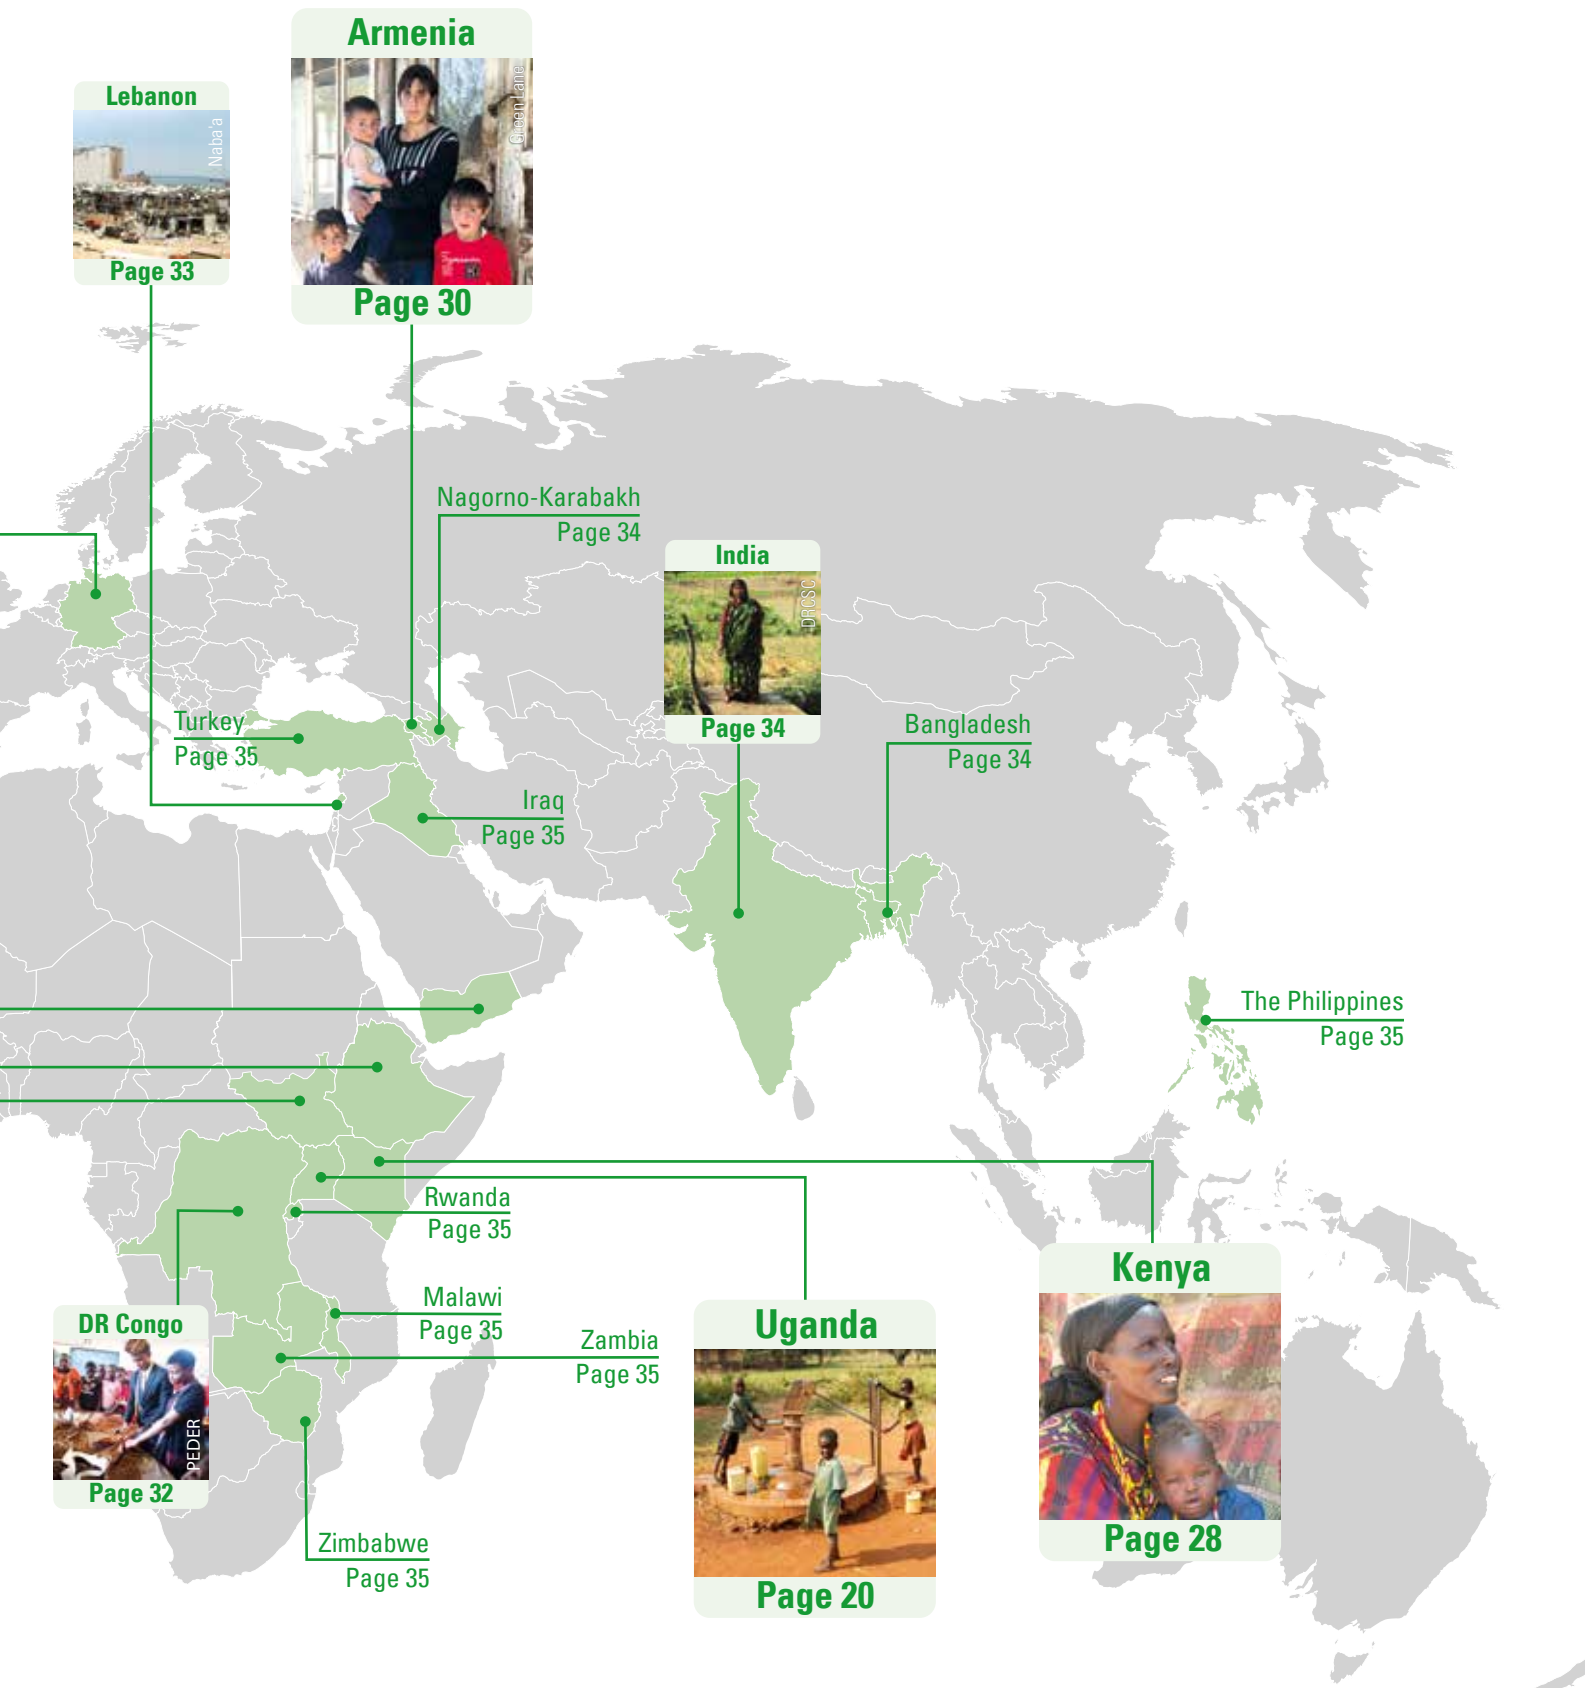 Armenia
Green Lane
Page 30
Lebanon
Naba'a
Page 33
Nagorno-Karabakh
Page 34
India
DRCSC
Page 34
Turkey
Page 35
Bangladesh
Page 34
Iraq
Page 35
The Philippines
Page 35
Rwanda
Page 35
Malawi
Page 35
Zambia
Page 35
DR Congo
PEDER
Page 32
Uganda
Page 20
Kenya
Page 28
Zimbabwe
Page 35